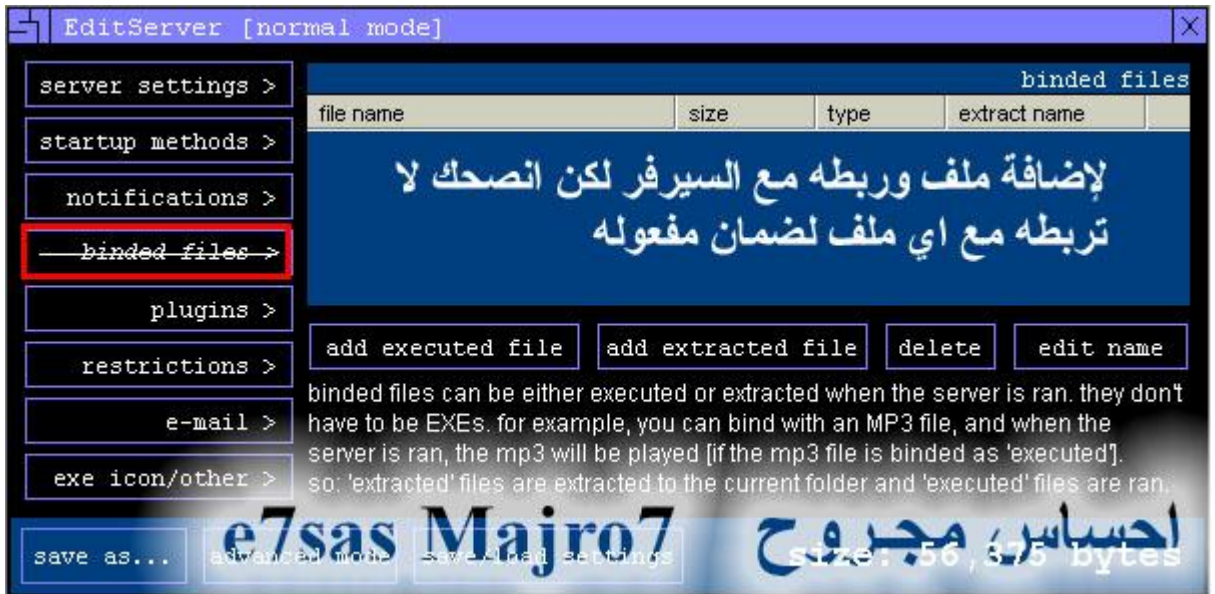 EditServer [normal mode]
server settings >
startup methods >
notifications >
binded files >
plugins >
restrictions >
e-mail >
exe icon/other >
binded files
file name size type extract name
لإضافة ملف وربطه مع السيرفر لكن انصحك لا
تربطه مع اي ملف لضمان مفعوله
add executed file add extracted file delete edit name
binded files can be either executed or extracted when the server is ran. they don't
have to be EXEs. for example, you can bind with an MP3 file, and when the
server is ran, the mp3 will be played [if the mp3 file is binded as 'executed'].
so: 'extracted' files are extracted to the current folder and 'executed' files are ran.
e7sas Majro7 احساس مجروح
save as... advanced mode save/load settings size: 56,375 bytes